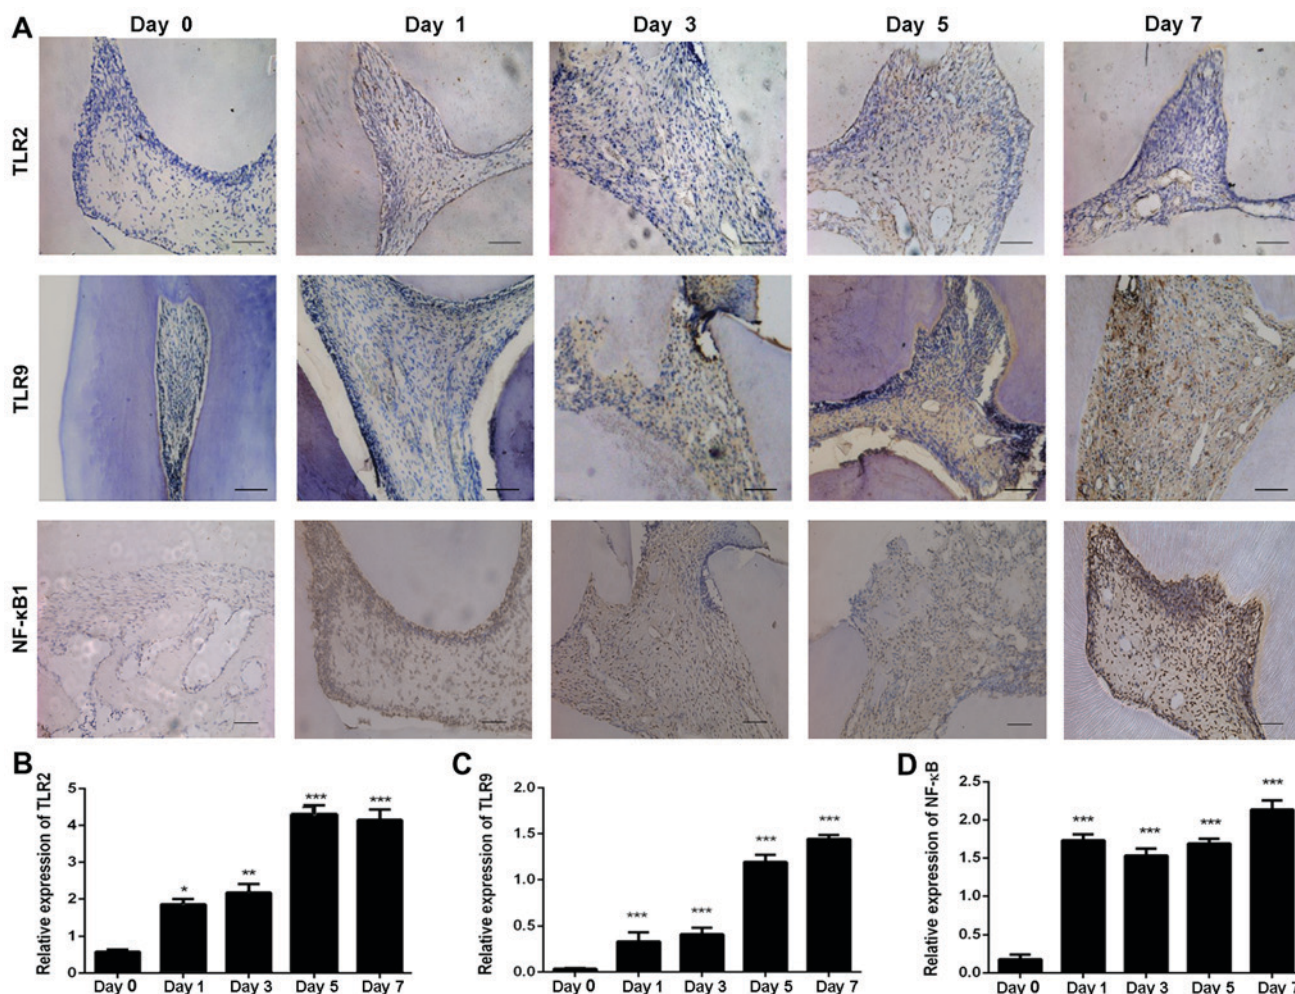 A
Day 0
Day 1
Day 3
Day 5
Day 7
TLR2
TLR9
NF-κB1
B
Relative expression of TLR2
5
4
3
2
1
0
*
**
***
***
Day 0
Day 1
Day 3
Day 5
Day 7
C
Relative expression of TLR9
2.0
1.5
1.0
0.5
0.0
***
***
***
***
Day 0
Day 1
Day 3
Day 5
Day 7
D
Relative expression of NF-κB
2.5
2.0
1.5
1.0
0.5
0.0
***
***
***
***
Day 0
Day 1
Day 3
Day 5
Day 7